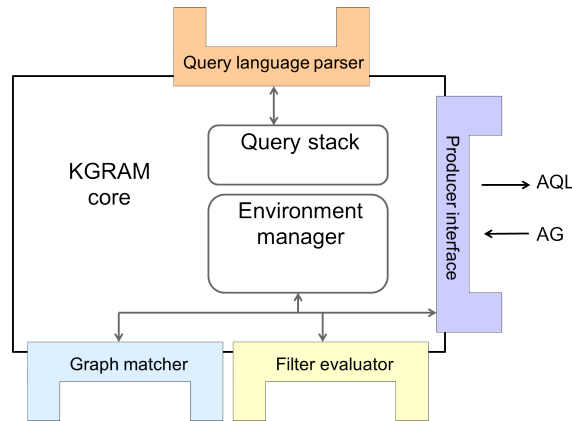 Query language parser
Query stack
KGRAM
core
Environment
manager
Producer interface
AQL
AG
Graph matcher
Filter evaluator